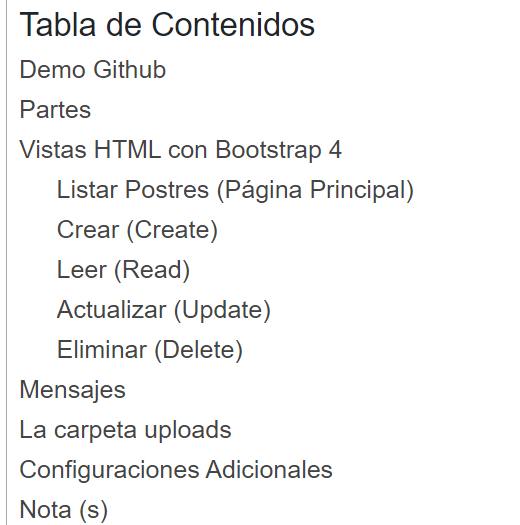 Tabla de Contenidos
Demo Github
Partes
Vistas HTML con Bootstrap 4
Listar Postres (Página Principal)
Crear (Create)
Leer (Read)
Actualizar (Update)
Eliminar (Delete)
Mensajes
La carpeta uploads
Configuraciones Adicionales
Nota (s)